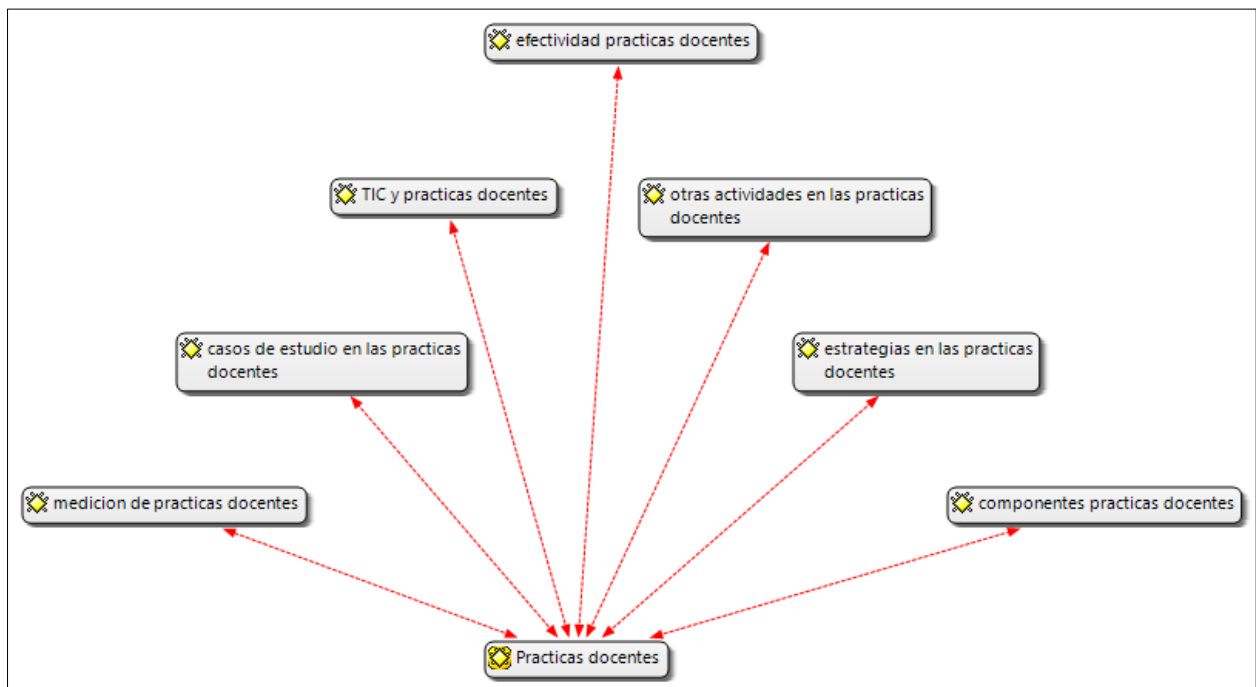 efectividad practicas docentes
TIC y practicas docentes
otras actividades en las practicas
docentes
casos de estudio en las practicas
docentes
estrategias en las practicas
docentes
medicion de practicas docentes
componentes practicas docentes
Practicas docentes